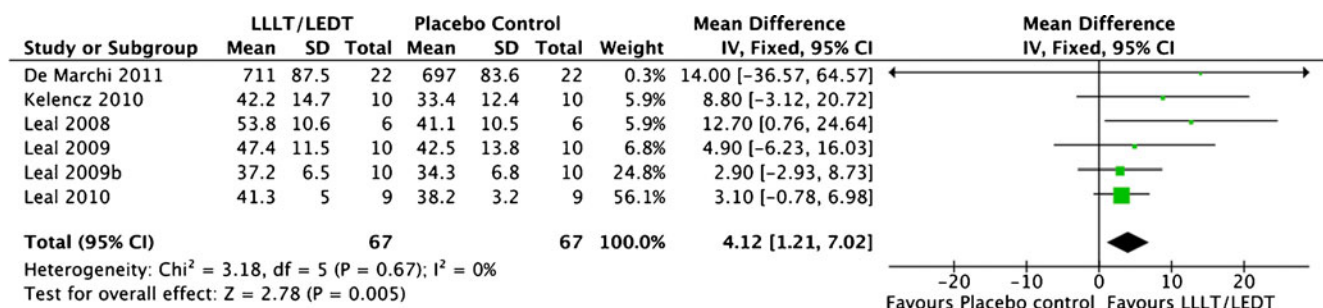 LLLT/LEDT Placebo Control Mean Difference Mean Difference
Study or Subgroup Mean SD Total Mean SD Total Weight IV, Fixed, 95% CI IV, Fixed, 95% CI
De Marchi 2011 711 87.5 22 697 83.6 22 0.3% 14.00 [-36.57, 64.57]
Kelencz 2010 42.2 14.7 10 33.4 12.4 10 5.9% 8.80 [-3.12, 20.72]
Leal 2008 53.8 10.6 6 41.1 10.5 6 5.9% 12.70 [0.76, 24.64]
Leal 2009 47.4 11.5 10 42.5 13.8 10 6.8% 4.90 [-6.23, 16.03]
Leal 2009b 37.2 6.5 10 34.3 6.8 10 24.8% 2.90 [-2.93, 8.73]
Leal 2010 41.3 5 9 38.2 3.2 9 56.1% 3.10 [-0.78, 6.98]
Total (95% CI) 67 67 100.0% 4.12 [1.21, 7.02]
Heterogeneity: Chi² = 3.18, df = 5 (P = 0.67); I² = 0%
Test for overall effect: Z = 2.78 (P = 0.005)
-20 -10 0 10 20
Favours Placebo control Favours LLLT/LEDT